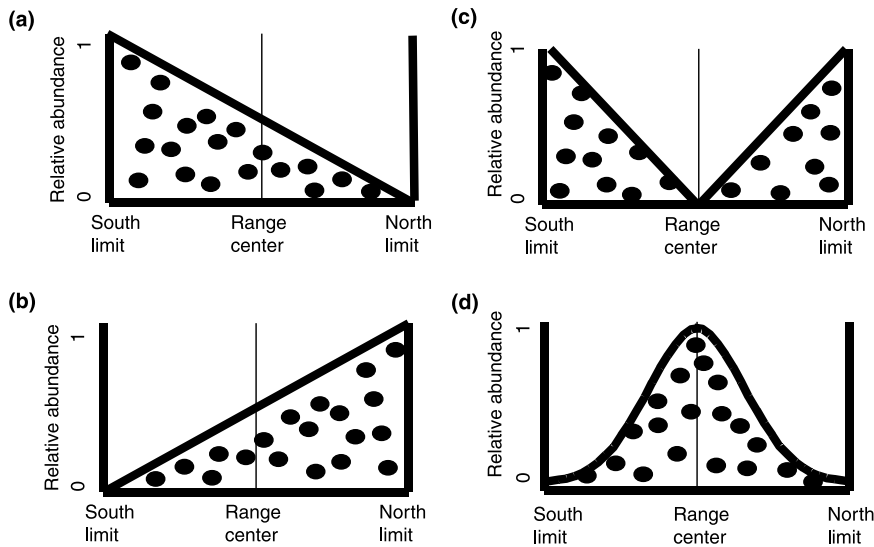 (a)
Relative abundance
1
0
South limit
Range center
North limit
(c)
Relative abundance
1
0
South limit
Range center
North limit
(b)
Relative abundance
1
0
South limit
Range center
North limit
(d)
Relative abundance
1
0
South limit
Range center
North limit